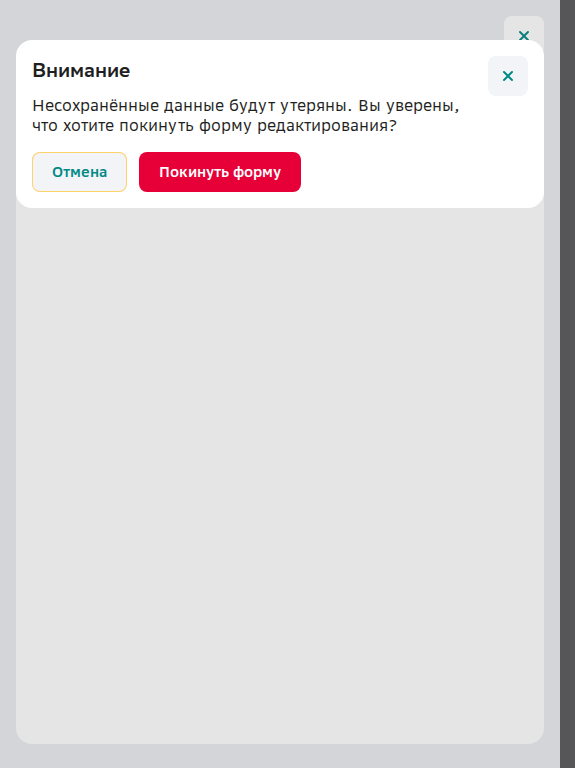 Внимание
Несохранённые данные будут утеряны. Вы уверены,
что хотите покинуть форму редактирования?
Отмена
Покинуть форму